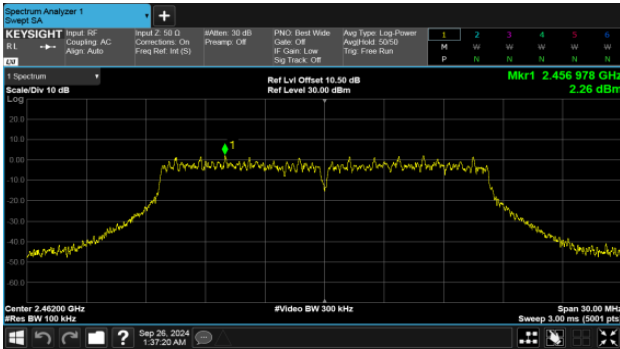 Spectrum Analyzer 1
Swept SA
+
KEYSIGHT
RL
LXI
Input: RF
Coupling: AC
Align: Auto
Input Z: 50 Ω
Corrections: On
Freq Ref: Int (S)
#Atten: 30 dB
Preamp: Off
PNO: Best Wide
Gate: Off
IF Gain: Low
Sig Track: Off
Avg Type: Log-Power
Avg|Hold: 50/50
Trig: Free Run
1 2 3 4 5 6
M W W W W W
P N N N N N
1 Spectrum
Scale/Div 10 dB
Log
Ref Lvl Offset 10.50 dB
Ref Level 30.00 dBm
Mkr1 2.456 978 GHz
2.26 dBm
20.0
10.0
0.00
-10.0
-20.0
-30.0
-40.0
-50.0
-60.0
1
Center 2.46200 GHz
#Res BW 100 kHz
#Video BW 300 kHz
Span 30.00 MHz
Sweep 3.00 ms (5001 pts)
?
Sep 26, 2024
1:37:20 AM